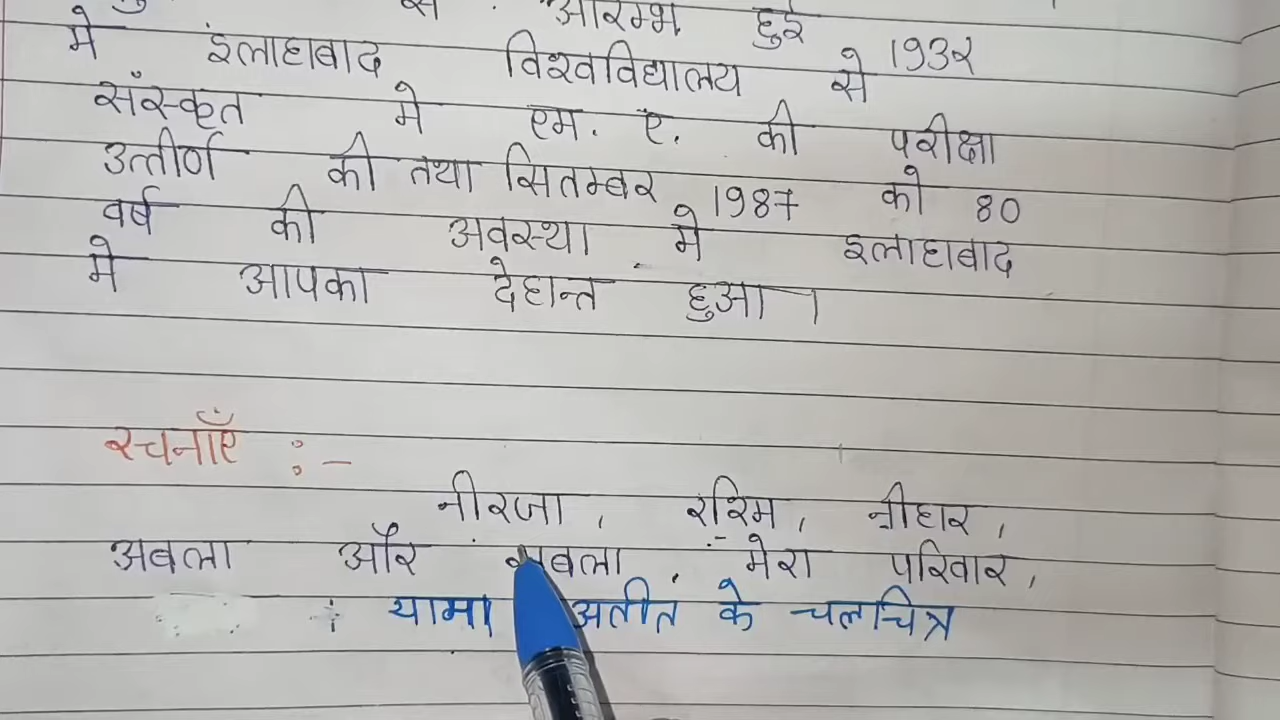 से आरम्भ हुई 1932
मे इलाहाबाद विश्वविद्यालय से
संस्कृत मे एम. ए. की परीक्षा
उत्तीर्ण की तथा सितम्बर 1987 को 80
वर्ष की अवस्था मे इलाहाबाद
मे आपका देहान्त हुआ।
रचनाएँ :-
नीरजा, रश्मि, नीहार,
अबला और सबला, मेरा परिवार,
यामा अतीत के चलचित्र